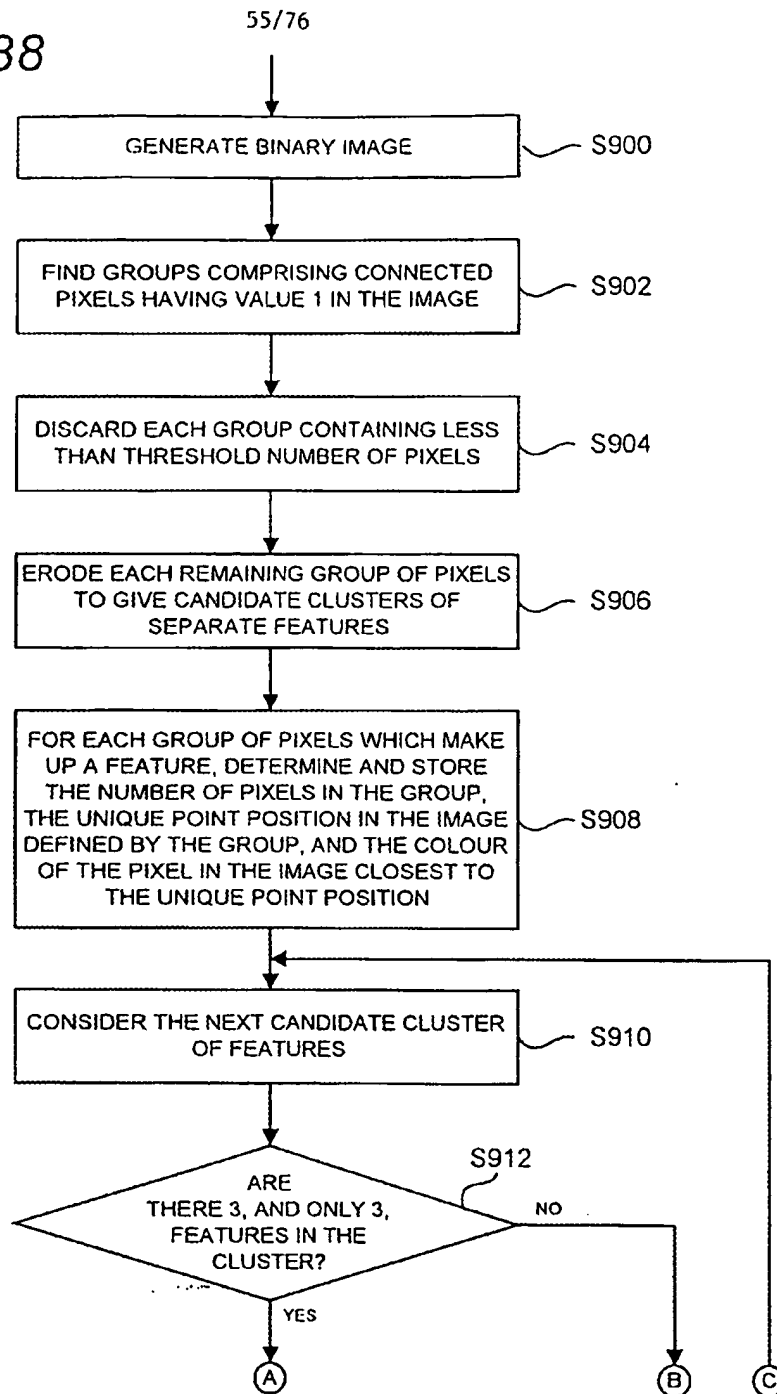 55/76
38
GENERATE BINARY IMAGE
S900
FIND GROUPS COMPRISING CONNECTED
PIXELS HAVING VALUE 1 IN THE IMAGE
S902
DISCARD EACH GROUP CONTAINING LESS
THAN THRESHOLD NUMBER OF PIXELS
S904
ERODE EACH REMAINING GROUP OF PIXELS
TO GIVE CANDIDATE CLUSTERS OF
SEPARATE FEATURES
S906
FOR EACH GROUP OF PIXELS WHICH MAKE
UP A FEATURE, DETERMINE AND STORE
THE NUMBER OF PIXELS IN THE GROUP,
THE UNIQUE POINT POSITION IN THE IMAGE
DEFINED BY THE GROUP, AND THE COLOUR
OF THE PIXEL IN THE IMAGE CLOSEST TO
THE UNIQUE POINT POSITION
S908
CONSIDER THE NEXT CANDIDATE CLUSTER
OF FEATURES
S910
S912
ARE
THERE 3, AND ONLY 3,
FEATURES IN THE
CLUSTER?
NO
YES
A
B
C